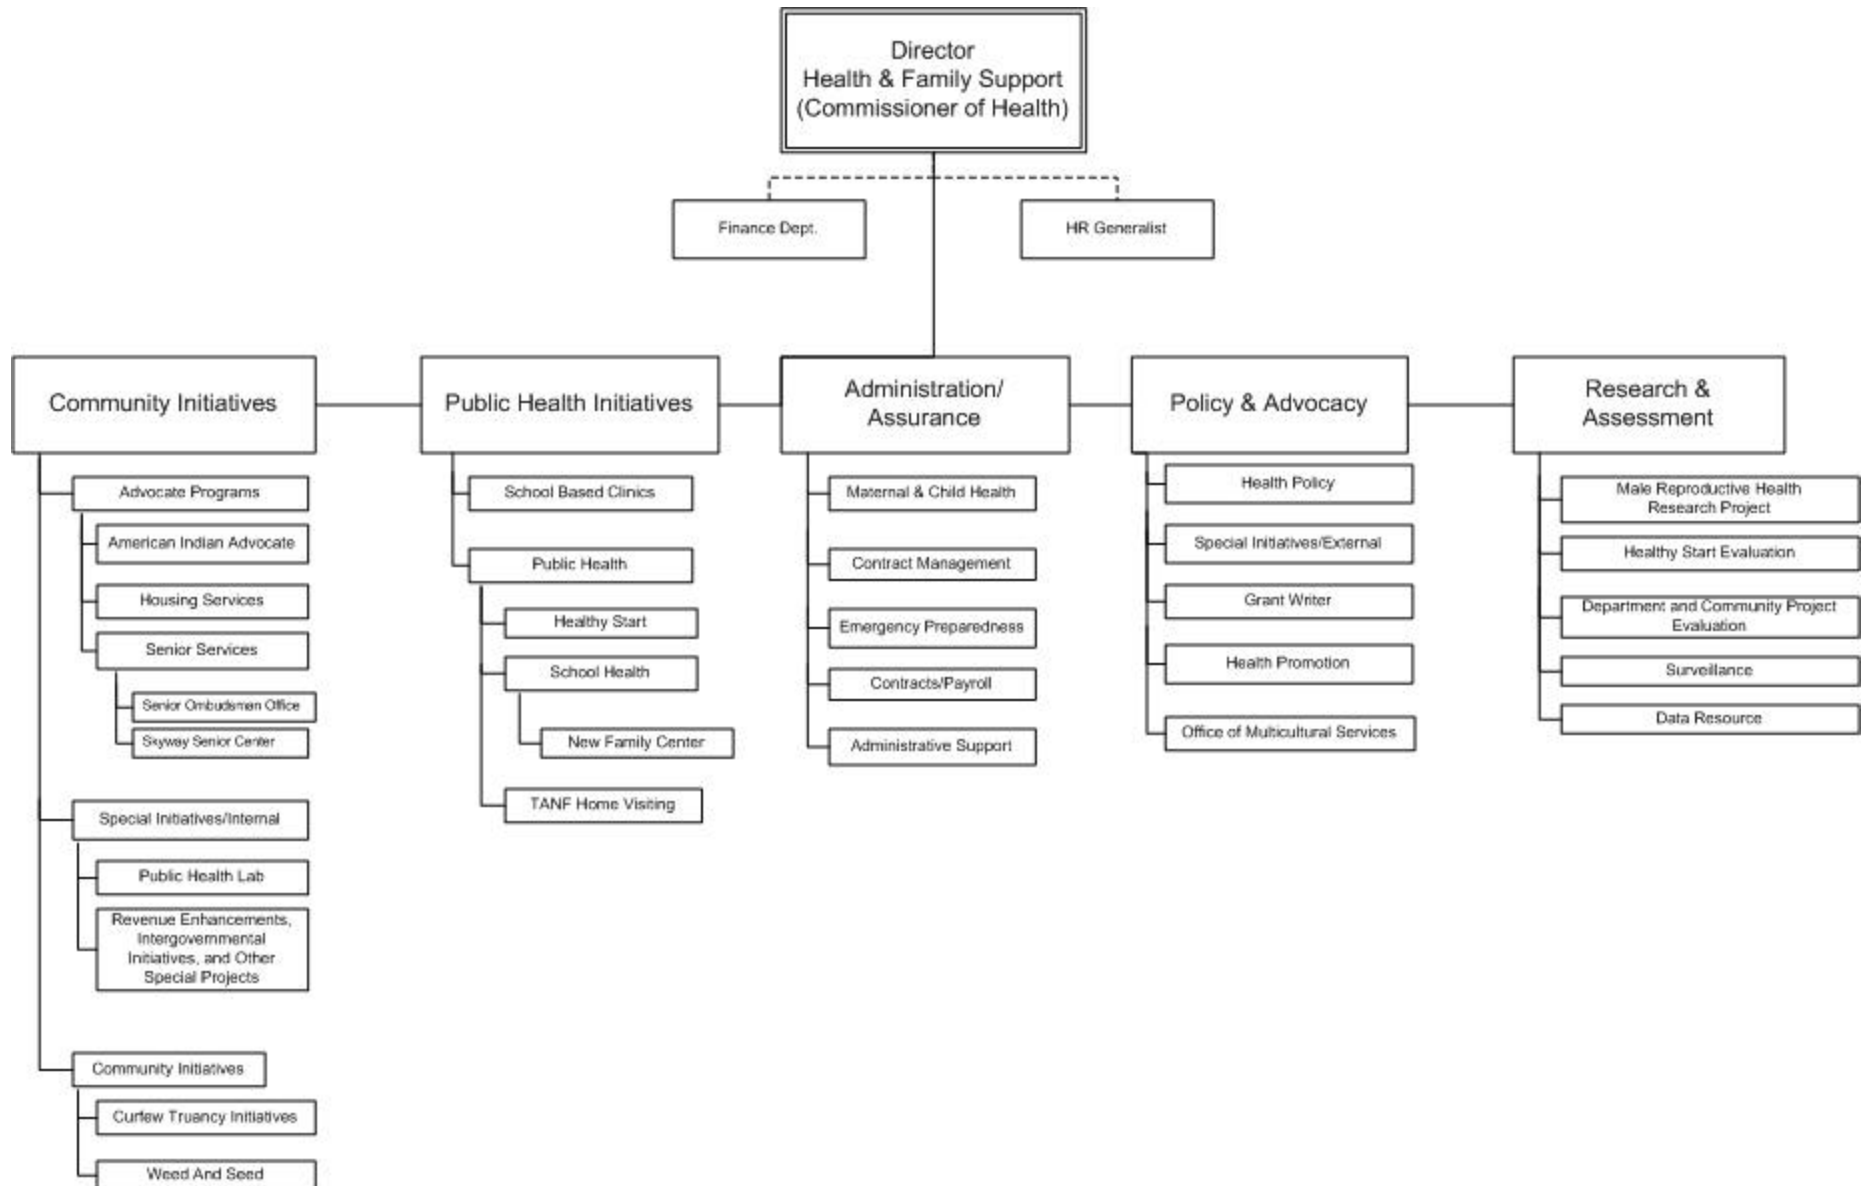 Director
Health & Family Support
(Commissioner of Health)
Finance Dept.
HR Generalist
Community Initiatives
Public Health Initiatives
Administration/
Assurance
Policy & Advocacy
Research &
Assessment
Advocate Programs
American Indian Advocate
Housing Services
Senior Services
Senior Ombudsman Office
Skyway Senior Center
Special Initiatives/Internal
Public Health Lab
Revenue Enhancements,
Intergovernmental
Initiatives, and Other
Special Projects
Community Initiatives
Curfew Truancy Initiatives
Weed And Seed
School Based Clinics
Public Health
Healthy Start
School Health
New Family Center
TANF Home Visiting
Maternal & Child Health
Contract Management
Emergency Preparedness
Contracts/Payroll
Administrative Support
Health Policy
Special Initiatives/External
Grant Writer
Health Promotion
Office of Multicultural Services
Male Reproductive Health
Research Project
Healthy Start Evaluation
Department and Community Project
Evaluation
Surveillance
Data Resource